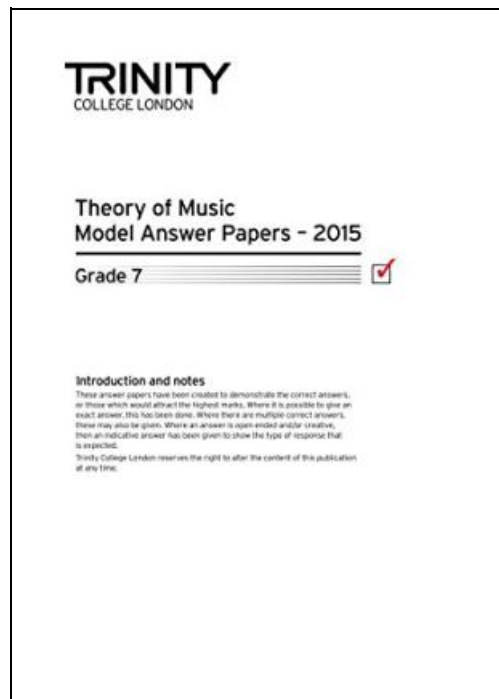 TRINITY
COLLEGE LONDON
Theory of Music
Model Answer Papers – 2015
Grade 7
Introduction and notes
These answer papers have been created to demonstrate the correct answers,
or those which would attract the highest marks. Where it is possible to give an
exact answer, this has been done. Where there are multiple correct answers,
these may also be given. Where an answer is open ended and/or creative,
then an indicative answer has been given to show the type of response that
is expected.
Trinity College London reserves the right to alter the content of this publication
at any time.